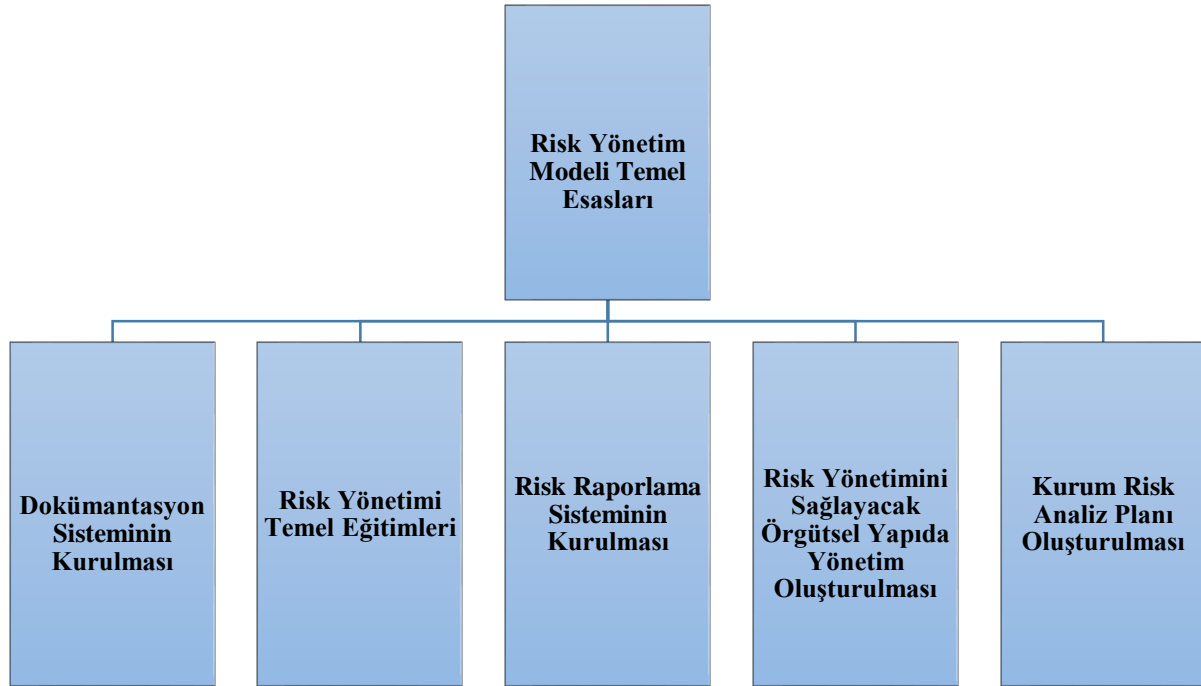 Risk Yönetim
Modeli Temel
Esasları
Dokümantasyon
Sisteminin
Kurulması
Risk Yönetimi
Temel Eğitimleri
Risk Raporlama
Sisteminin
Kurulması
Risk Yönetimini
Sağlayacak
Örgütsel Yapıda
Yönetim
Oluşturulması
Kurum Risk
Analiz Planı
Oluşturulması